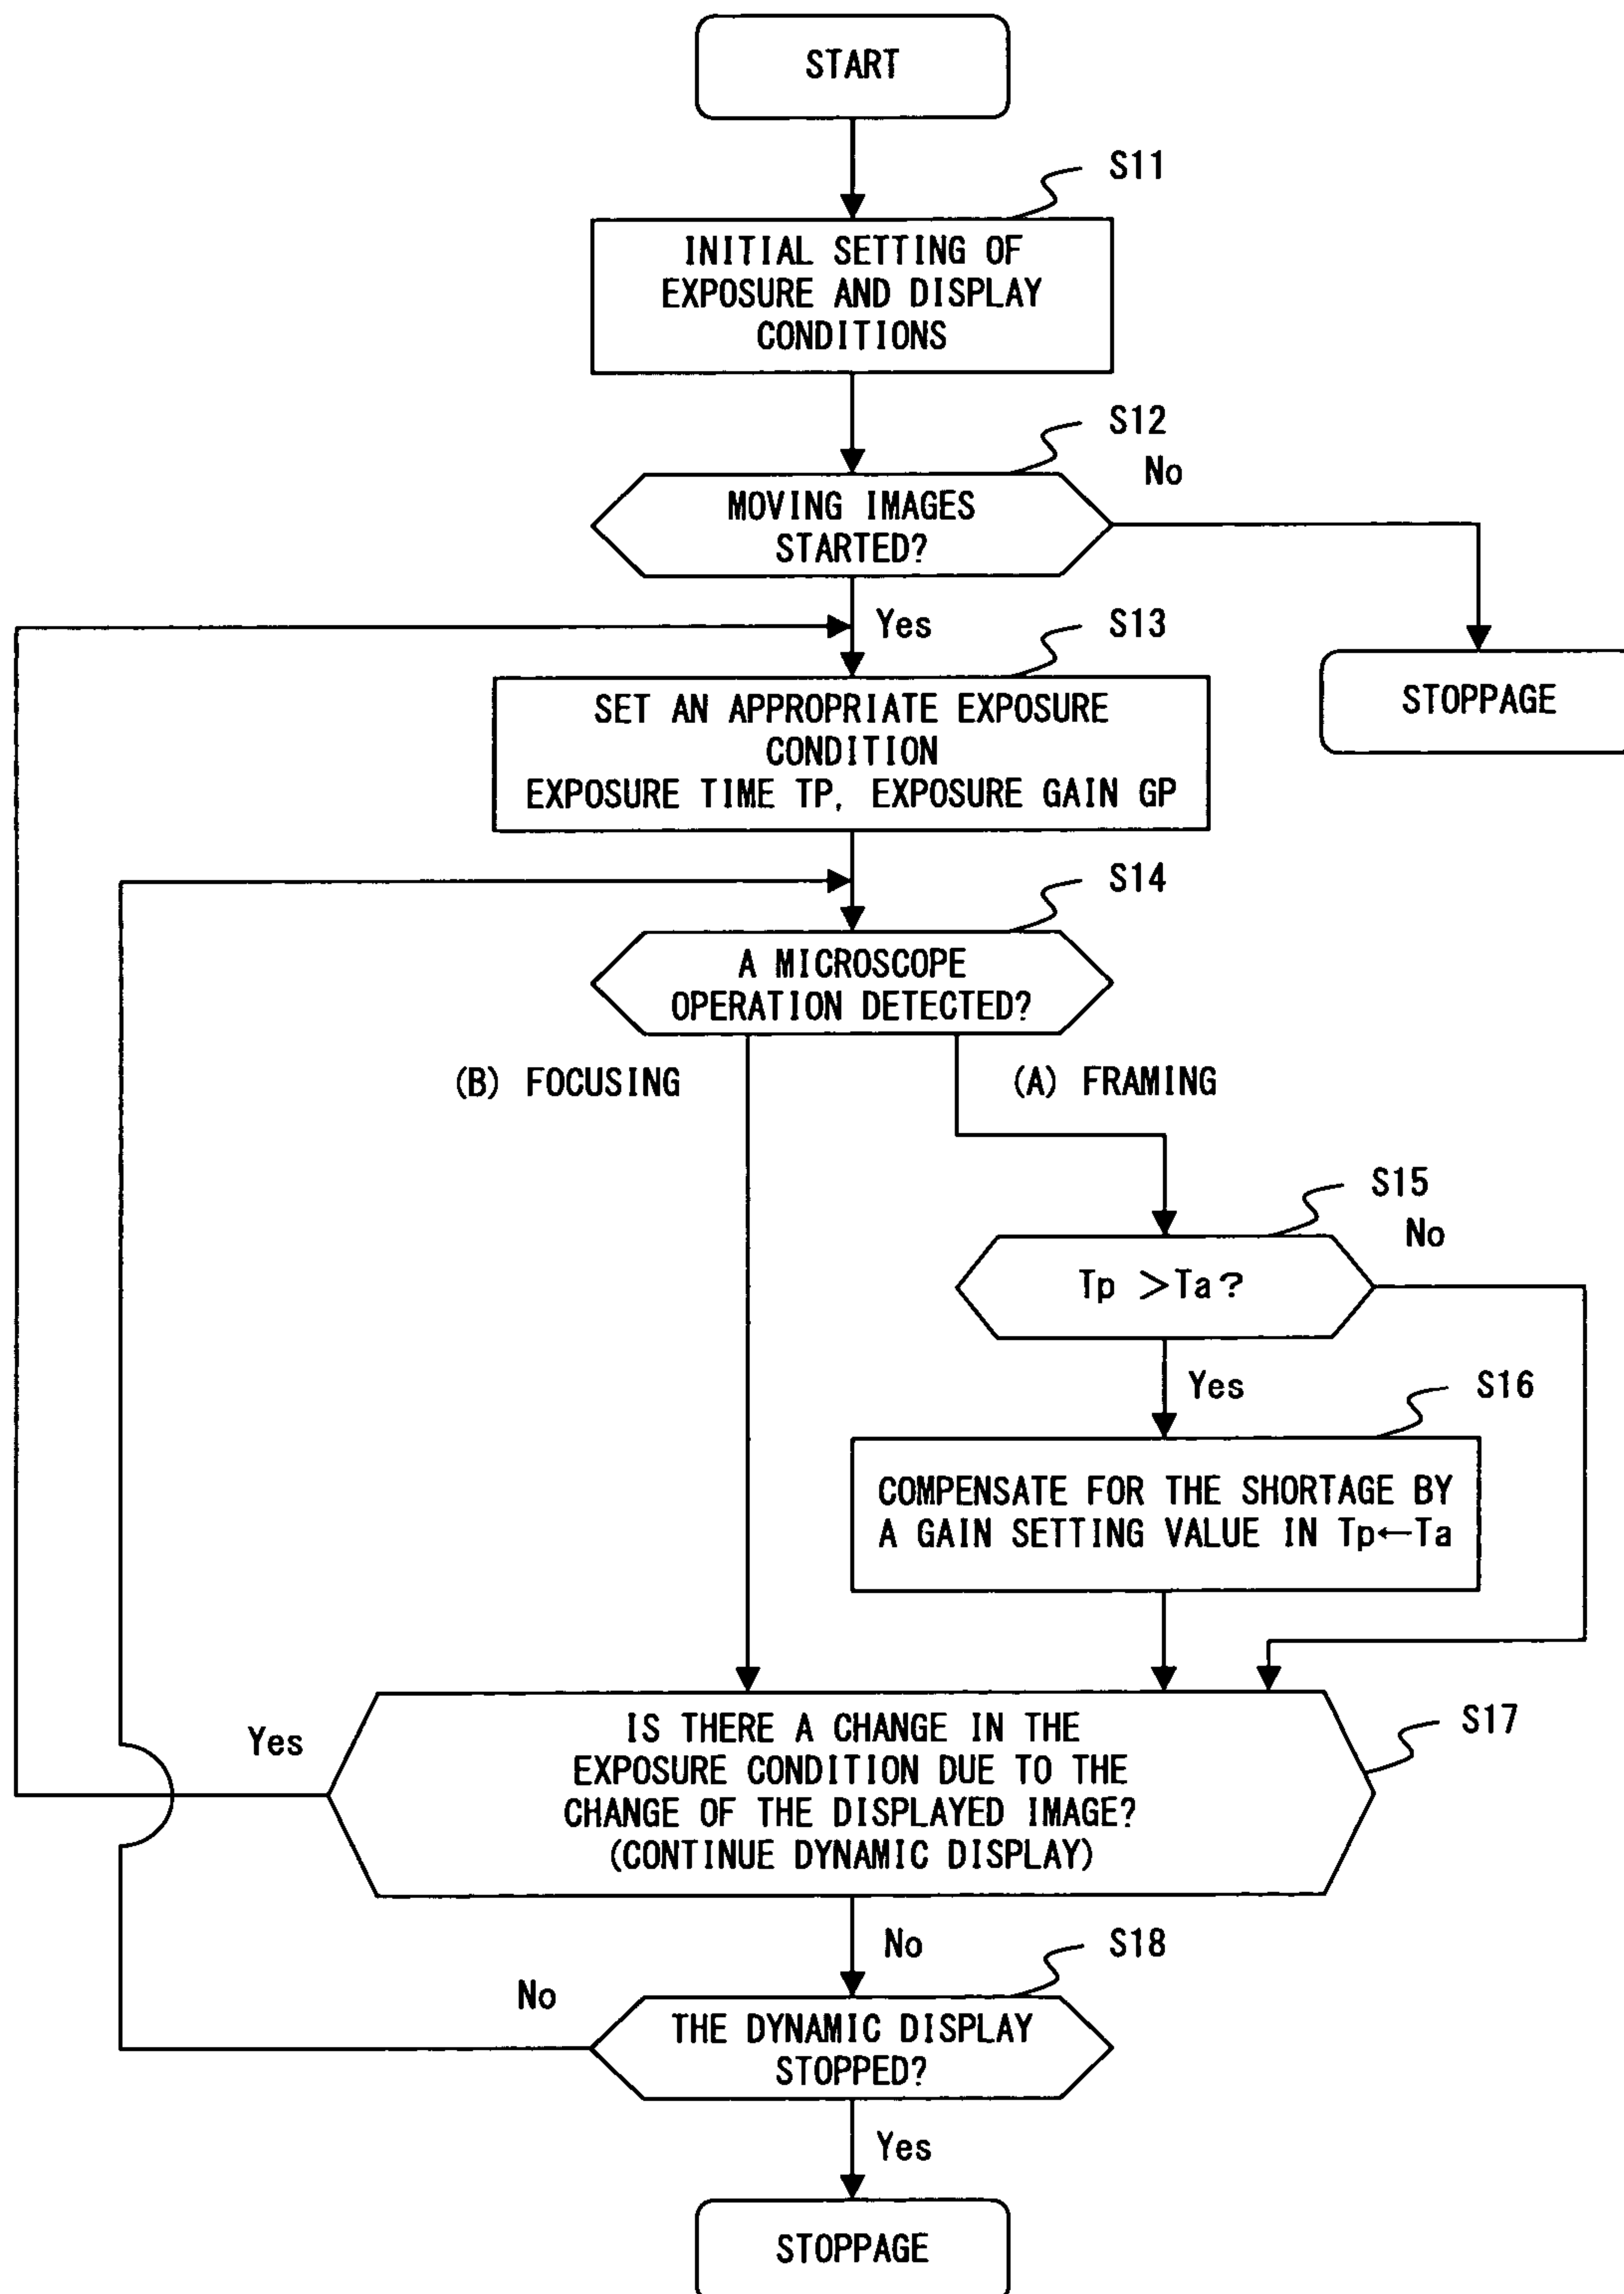 START
S11
INITIAL SETTING OF
EXPOSURE AND DISPLAY
CONDITIONS
S12
No
MOVING IMAGES
STARTED?
Yes
S13
STOPPAGE
SET AN APPROPRIATE EXPOSURE
CONDITION
EXPOSURE TIME TP, EXPOSURE GAIN GP
S14
A MICROSCOPE
OPERATION DETECTED?
(B) FOCUSING
(A) FRAMING
S15
No
Tp >Ta?
Yes
S16
COMPENSATE FOR THE SHORTAGE BY
A GAIN SETTING VALUE IN Tp←Ta
S17
Yes
IS THERE A CHANGE IN THE
EXPOSURE CONDITION DUE TO THE
CHANGE OF THE DISPLAYED IMAGE?
(CONTINUE DYNAMIC DISPLAY)
No
S18
No
THE DYNAMIC DISPLAY
STOPPED?
Yes
STOPPAGE